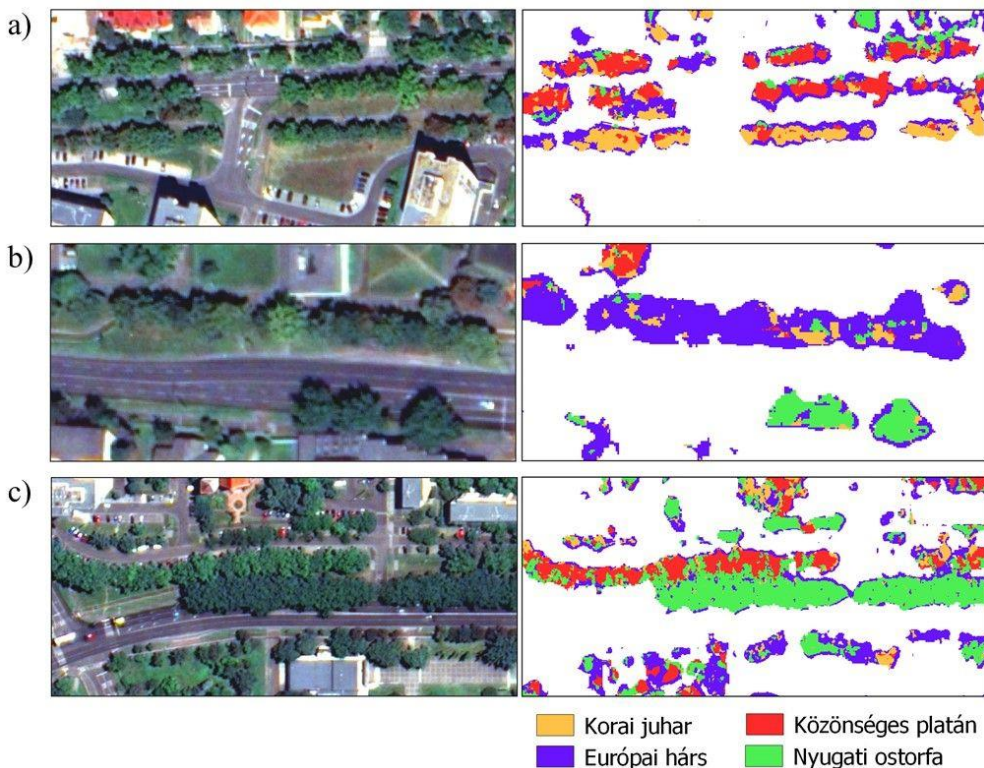 a)
b)
c)
Korai juhar
Közönséges platán
Európai hárs
Nyugati ostorfa